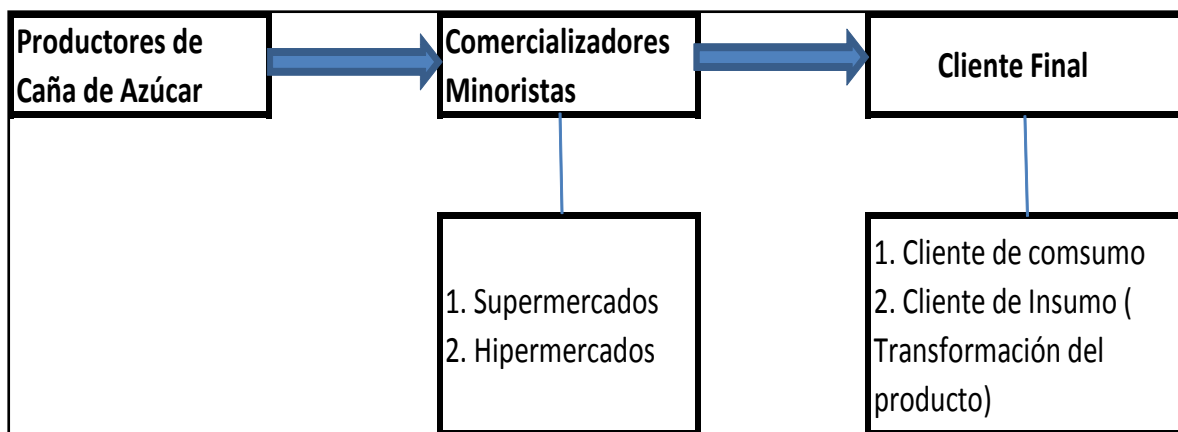 Productores de
Caña de Azúcar
Comercializadores
Minoristas
Cliente Final
1. Supermercados
2. Hipermercados
1. Cliente de comsumo
2. Cliente de Insumo (
Transformación del
producto)